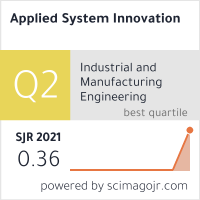 Applied System Innovation
Q2
Industrial and
Manufacturing
Engineering
best quartile
SJR 2021
0.36
powered by scimagojr.com